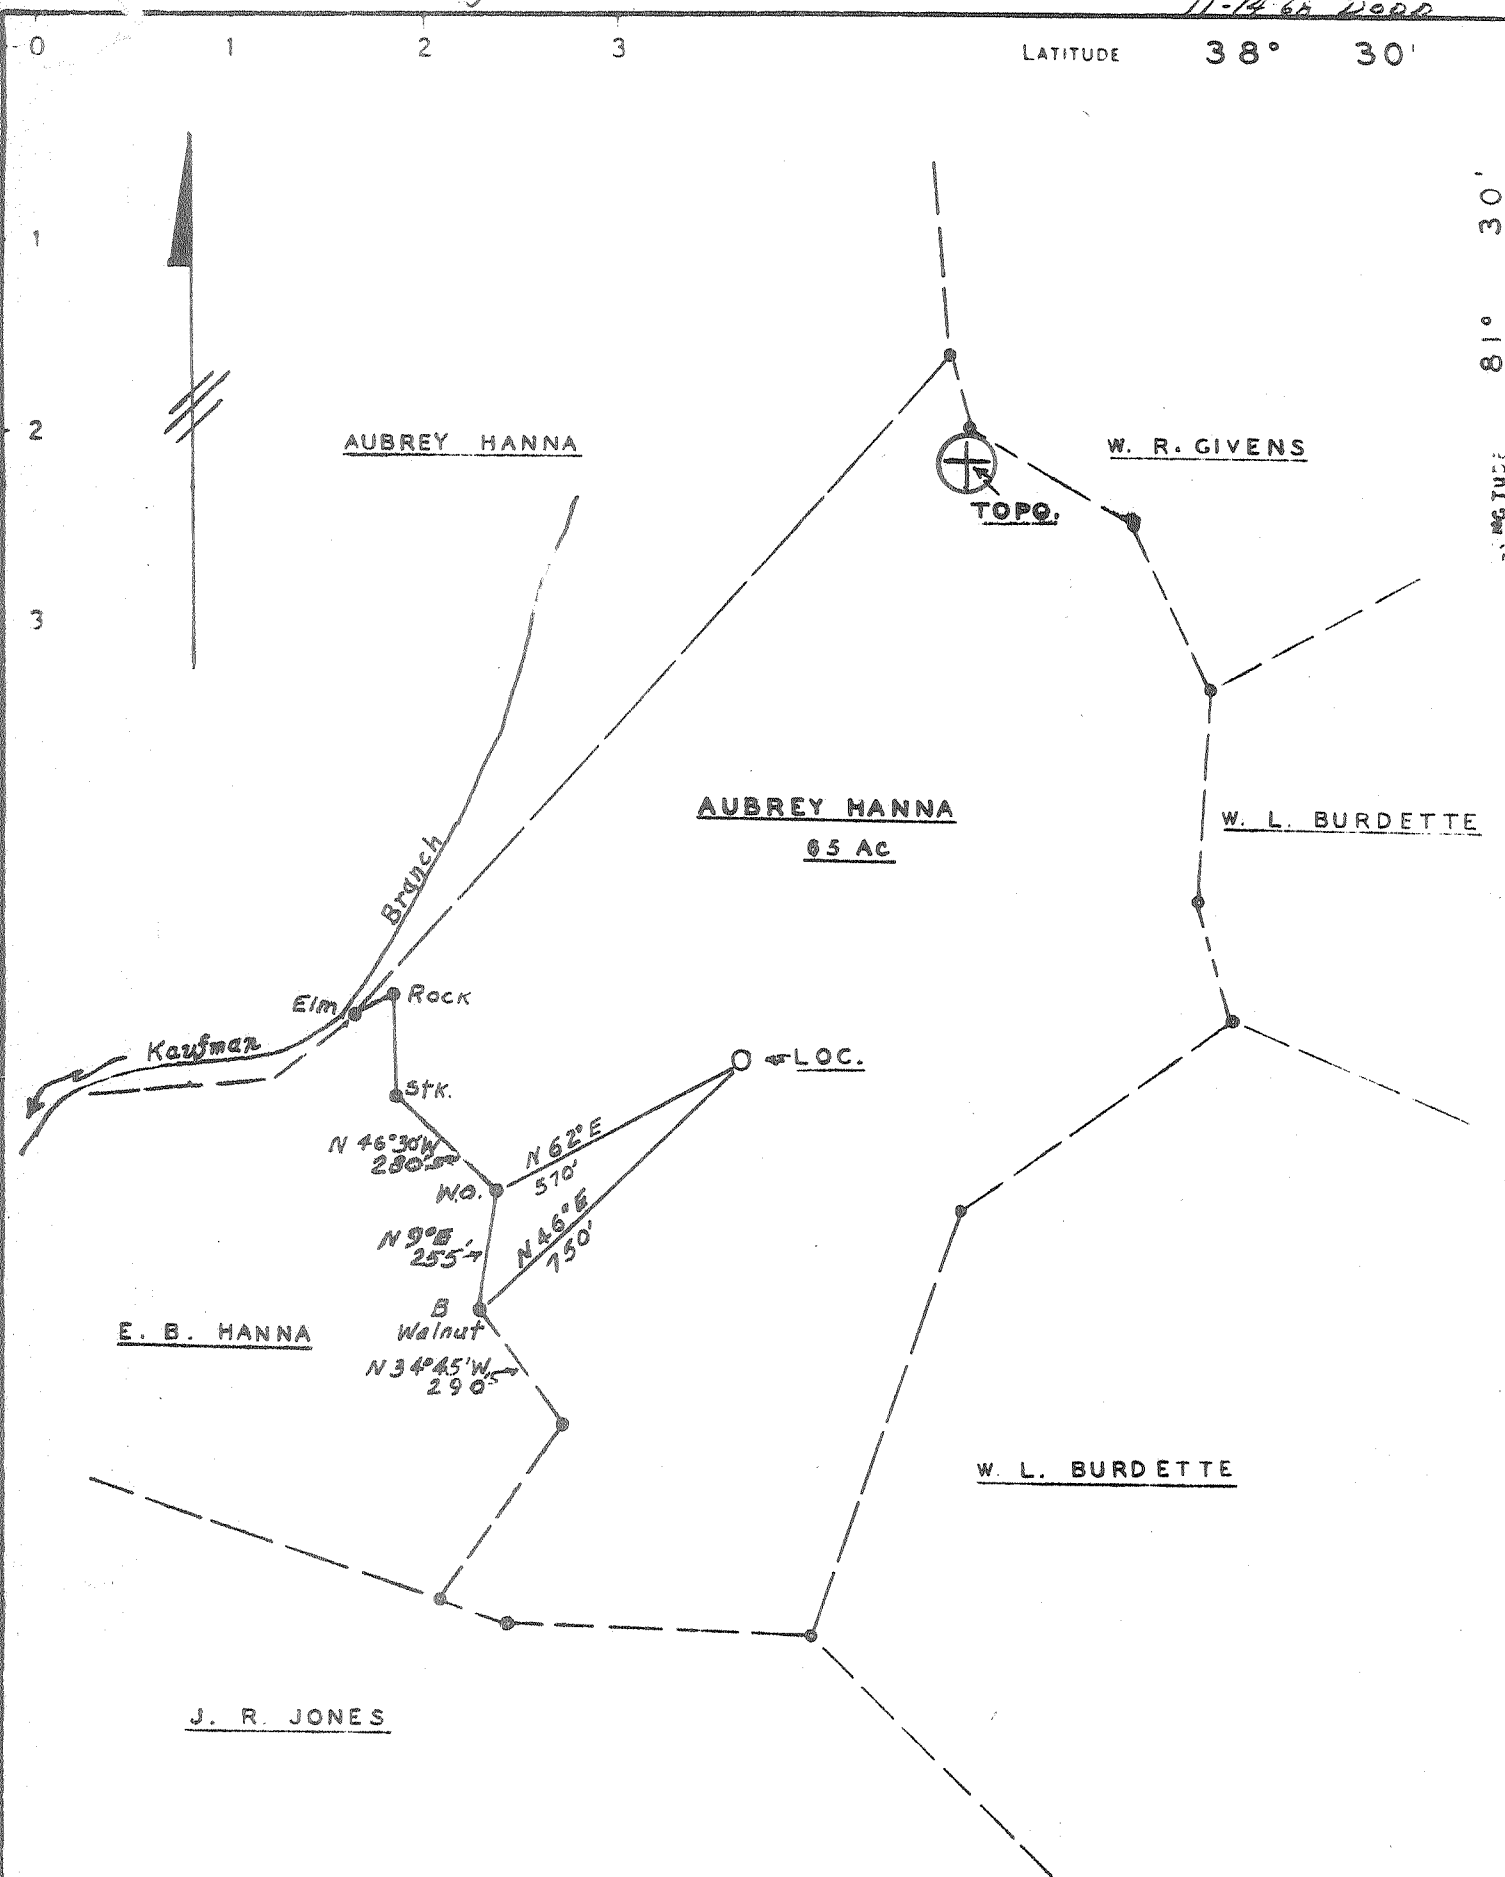 0 1 2 3 LATITUDE 38° 30'
1
2
3
81° 30'
AUBREY HANNA
W. R. GIVENS
TOPO.
AUBREY HANNA
65 AC
W. L. BURDETTE
Branch
Elm
Rock
Kaufman
LOC.
Stk.
N 46°30'W
280'
N 62°E
570'
W.O.
N 9°E
255'
N 46°E
750'
B
Walnut
E. B. HANNA
N 34°45'W
290'
W. L. BURDETTE
J. R. JONES